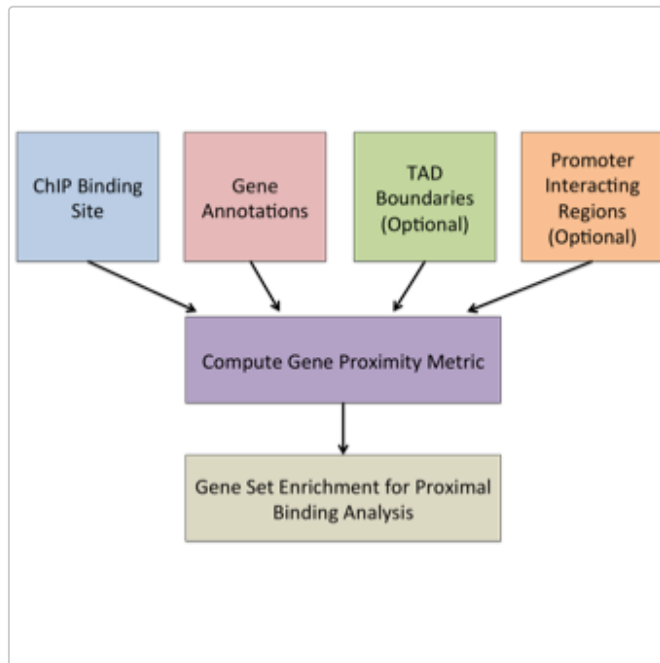 ChIP Binding
Site
Gene
Annotations
TAD
Boundaries
(Optional)
Promoter
Interacting
Regions
(Optional)
Compute Gene Proximity Metric
Gene Set Enrichment for Proximal
Binding Analysis